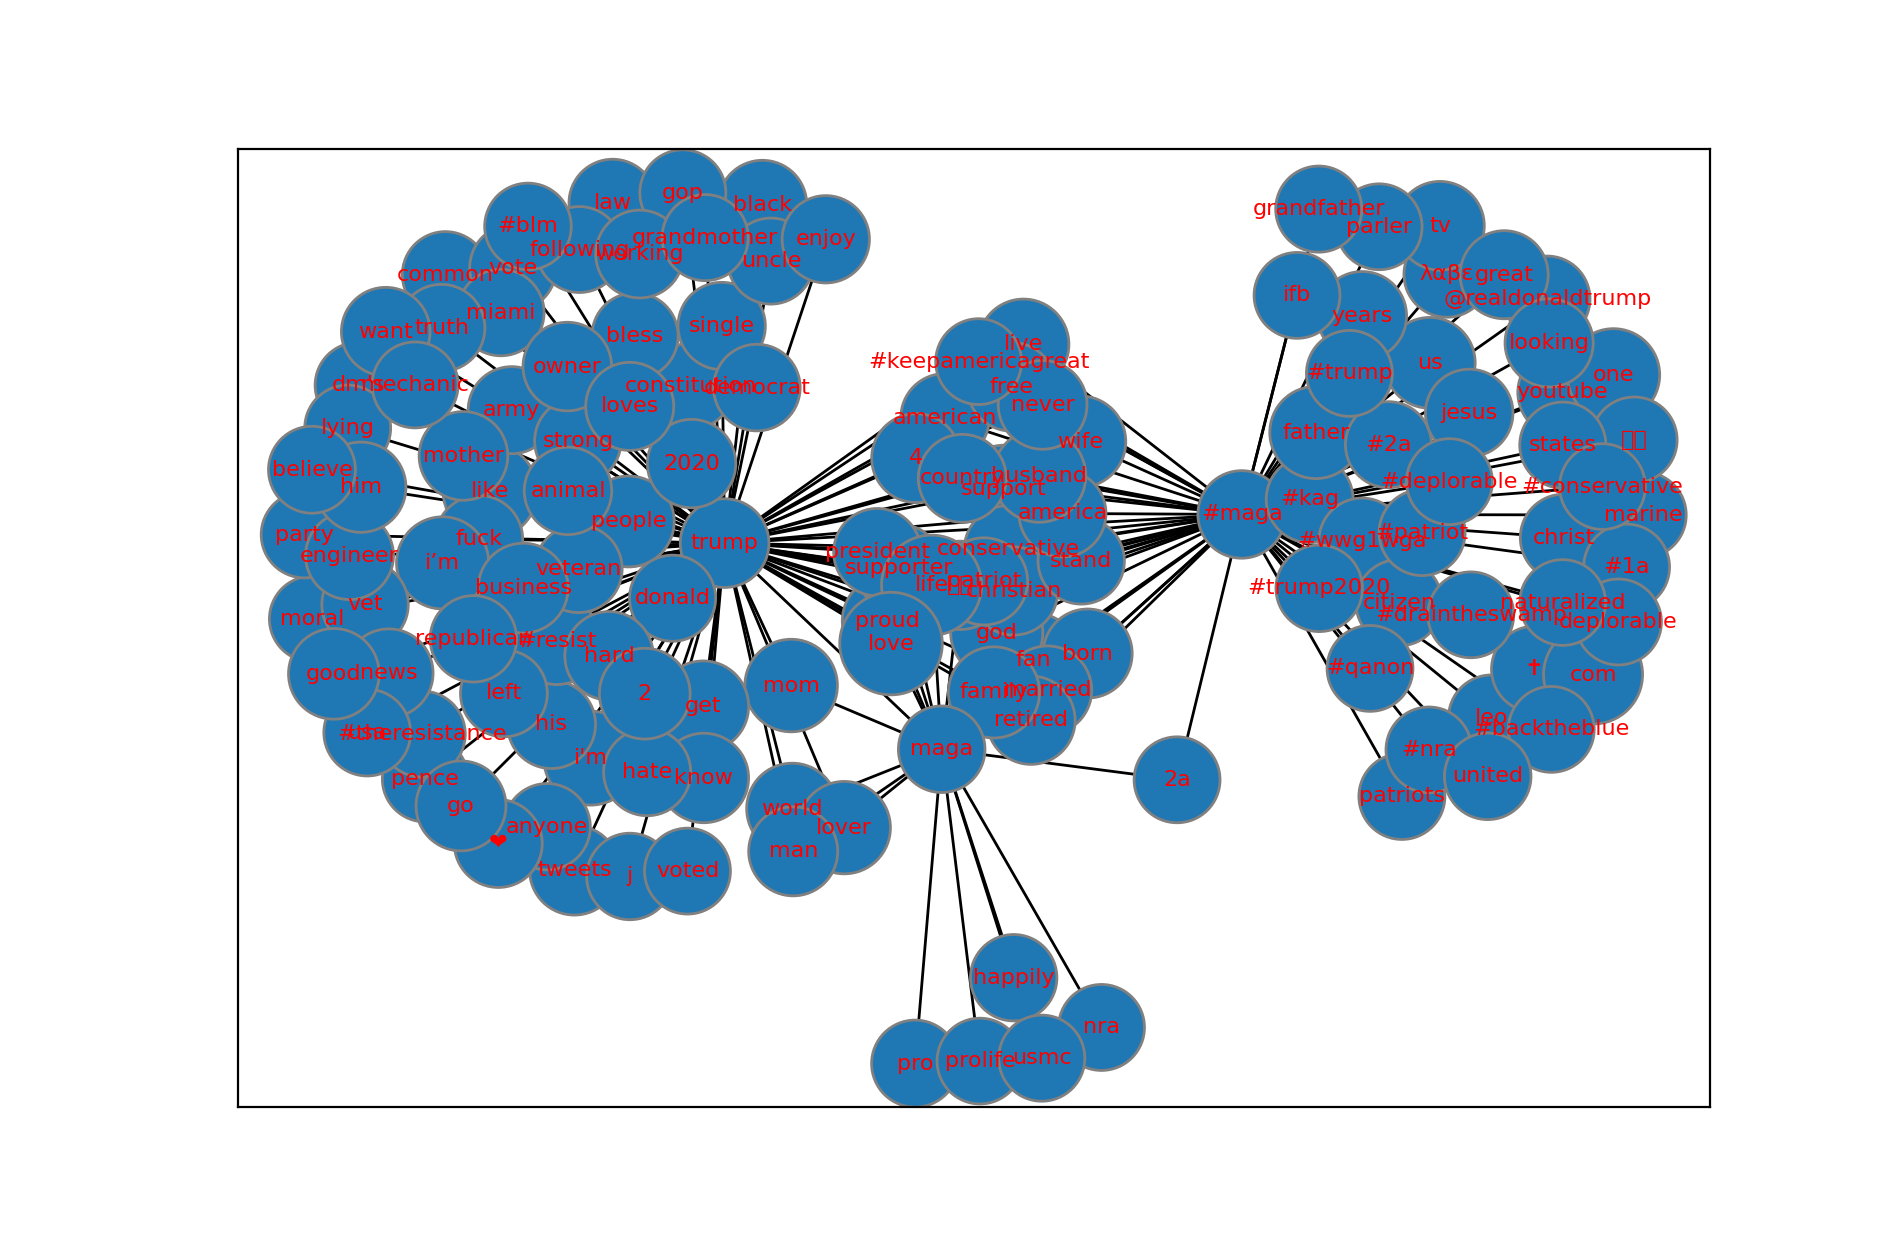 grandfather
parler
tv
law
gop
black
#blm
following
working
grandmother
uncle
enjoy
common
vote
λαβε
great
@realdonaldtrump
ifb
years
want
truth
miami
bless
single
live
looking
owner
#keepamericagreat
us
#trump
one
youtube
dms
mechanic
constitution
democrat
free
loves
never
jesus
army
american
lying
strong
wife
father
#2a
states
mother
believe
2020
4
him
like
animal
country
husband
support
#deplorable
#conservative
#kag
america
#maga
marine
people
party
engineer
fuck
trump
president
conservative
#wwg1wga
#patriot
christ
i’m
veteran
supporter
stand
#1a
business
donald
life
patriot
christian
#trump2020
citizen
naturalized
moral
vet
proud
#draintheswamp
deplorable
republican
#resist
love
god
hard
fan
born
good
news
left
2
mom
family
married
#qanon
✝
com
his
get
retired
leo
#backtheblue
#usa
#theresistance
maga
#nra
i'm
hate
know
2a
united
pence
go
world
patriots
❤
anyone
lover
man
tweets
j
voted
happily
nra
pro
prolife
usmc